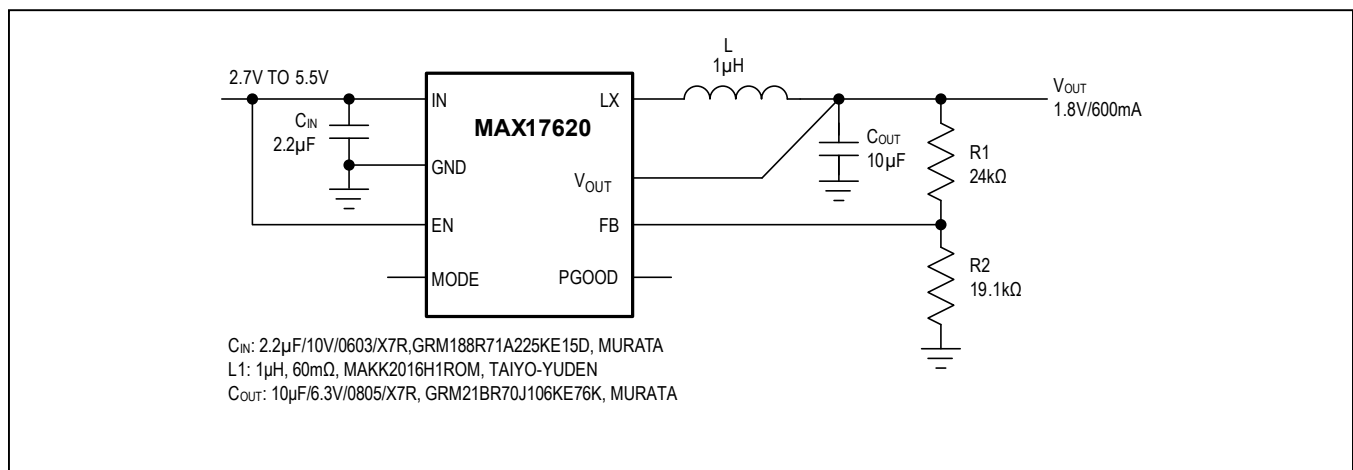 L
1µH
2.7V TO 5.5V
IN
LX
VOUT
1.8V/600mA
CIN
2.2µF
MAX17620
COUT
10µF
R1
24kΩ
GND
VOUT
EN
FB
MODE
PGOOD
R2
19.1kΩ
CIN: 2.2µF/10V/0603/X7R,GRM188R71A225KE15D, MURATA
L1: 1µH, 60mΩ, MAKK2016H1ROM, TAIYO-YUDEN
COUT: 10µF/6.3V/0805/X7R, GRM21BR70J106KE76K, MURATA